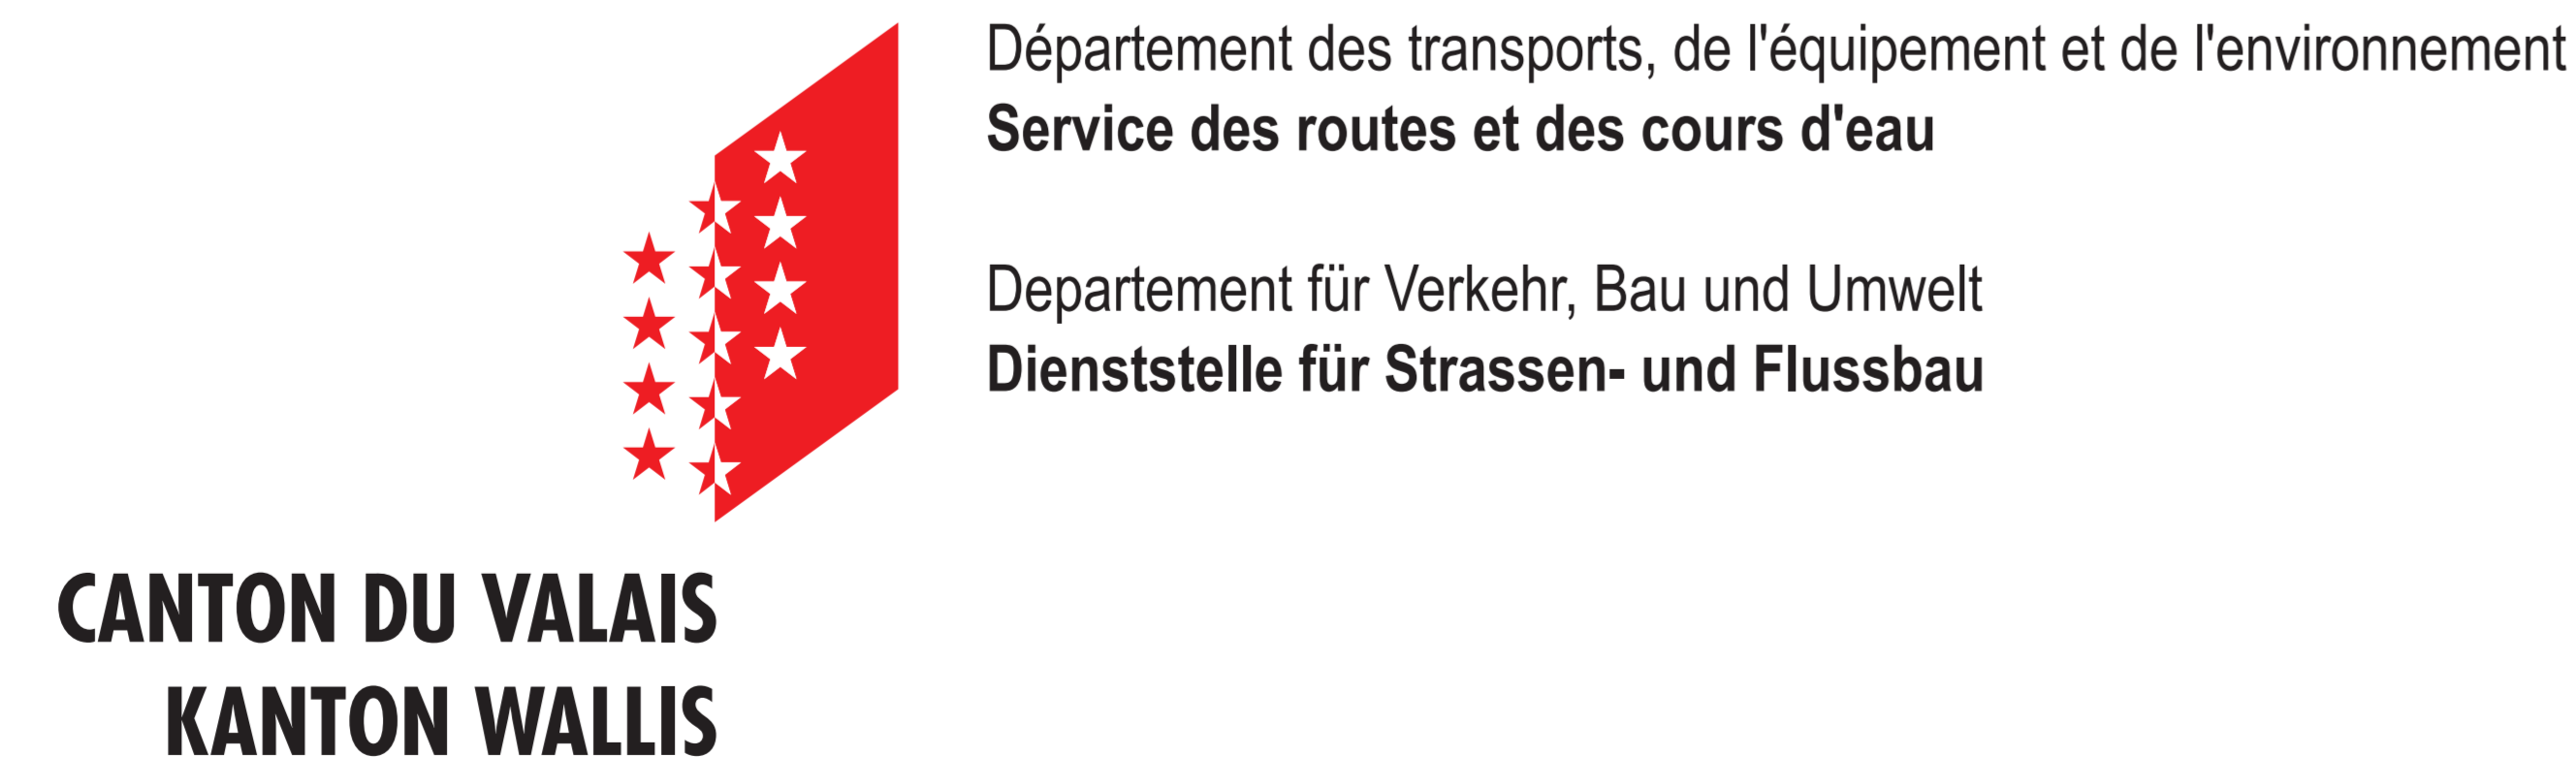 Département des transports, de l'équipement et de l'environnement
Service des routes et des cours d'eau
Departement für Verkehr, Bau und Umwelt
Dienststelle für Strassen- und Flussbau
CANTON DU VALAIS
KANTON WALLIS